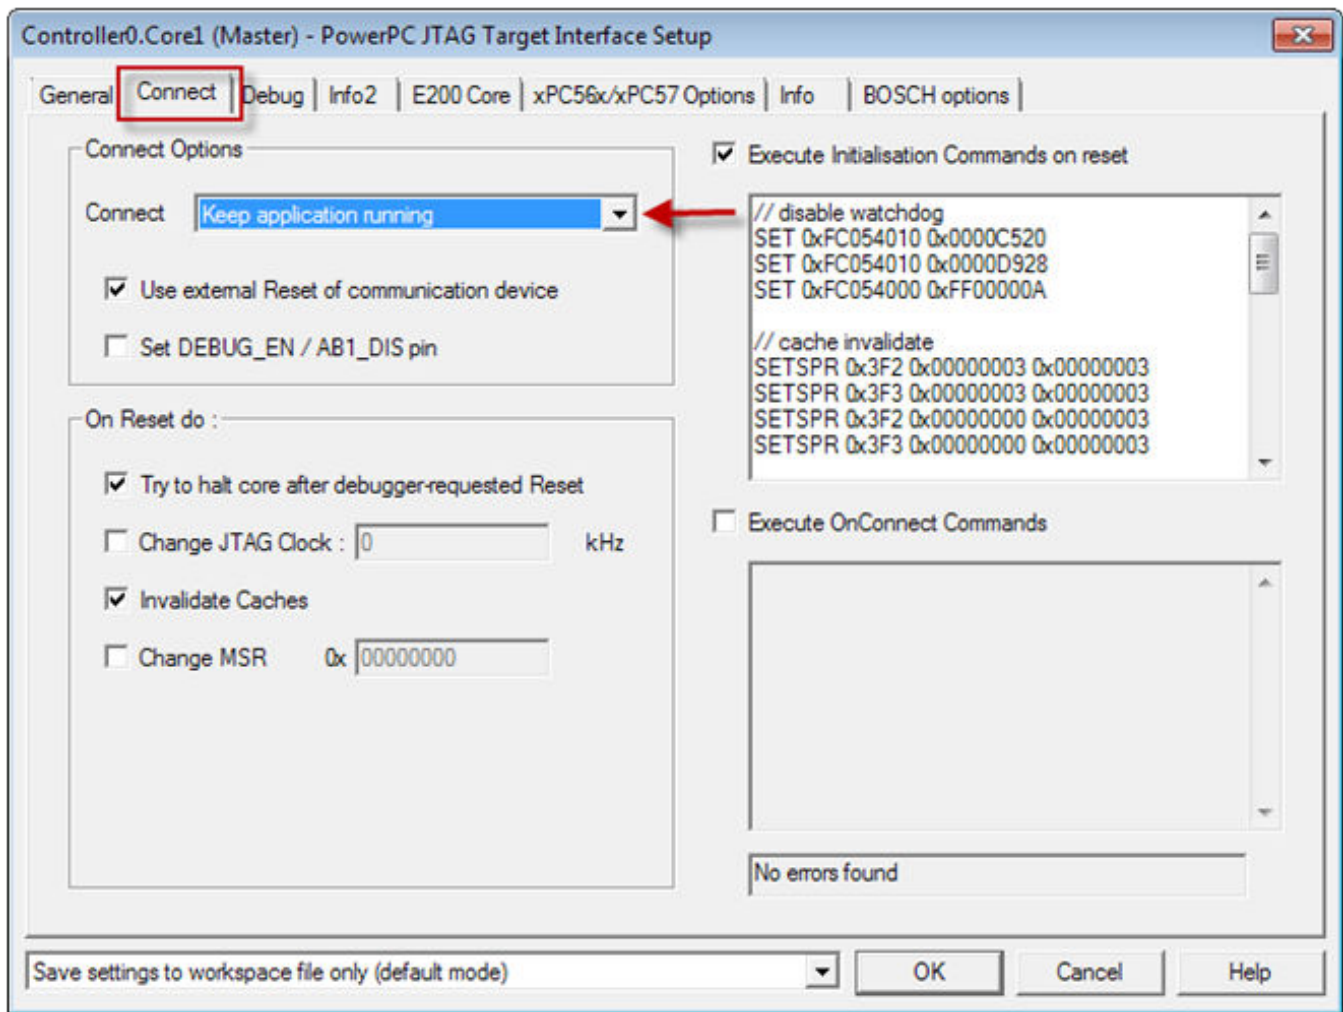 Controller0.Core1 (Master) - PowerPC JTAG Target Interface Setup
General Connect Debug Info2 E200 Core xPC56x/xPC57 Options Info BOSCH options
Connect Options
Connect Keep application running
Use external Reset of communication device
Set DEBUG_EN / AB1_DIS pin
On Reset do :
Try to halt core after debugger-requested Reset
Change JTAG Clock : 0 kHz
Invalidate Caches
Change MSR 0x 00000000
Execute Initialisation Commands on reset
// disable watchdog
SET 0xFC054010 0x0000C520
SET 0xFC054010 0x0000D928
SET 0xFC054000 0xFF00000A
// cache invalidate
SETSPR 0x3F2 0x00000003 0x00000003
SETSPR 0x3F3 0x00000003 0x00000003
SETSPR 0x3F2 0x00000000 0x00000003
SETSPR 0x3F3 0x00000000 0x00000003
Execute OnConnect Commands
No errors found
Save settings to workspace file only (default mode) OK Cancel Help